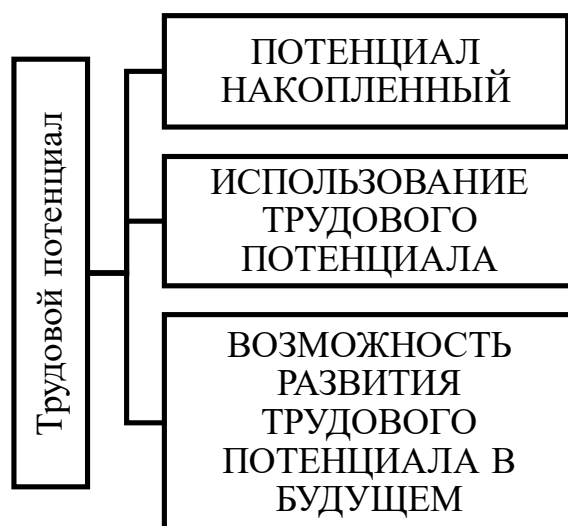 Трудовой потенциал
ПОТЕНЦИАЛ
НАКОПЛЕННЫЙ
ИСПОЛЬЗОВАНИЕ
ТРУДОВОГО
ПОТЕНЦИАЛА
ВОЗМОЖНОСТЬ
РАЗВИТИЯ
ТРУДОВОГО
ПОТЕНЦИАЛА В
БУДУЩЕМ